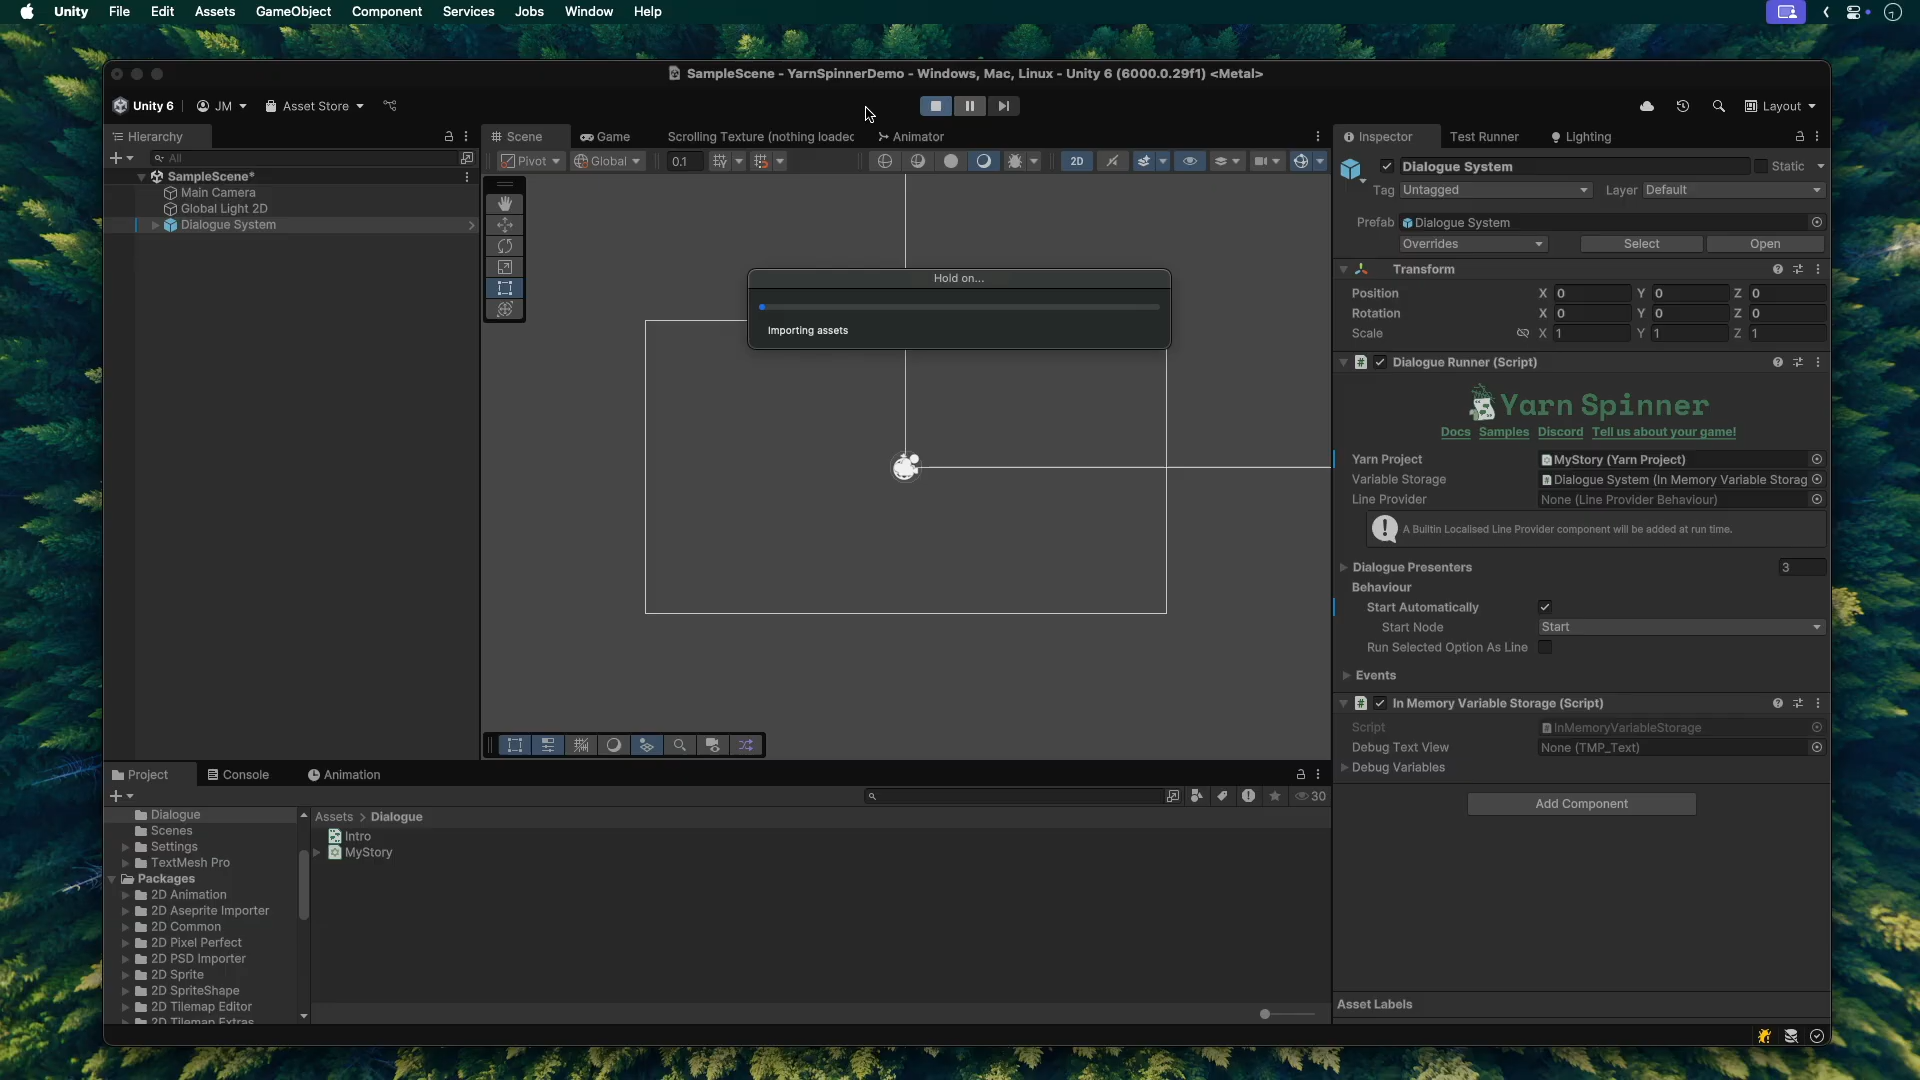 Unity File Edit Assets GameObject Component Services Jobs Window Help
SampleScene - YarnSpinnerDemo - Windows, Mac, Linux - Unity 6 (6000.0.29f1) <Metal>
Unity 6 JM Asset Store Layout
Hierarchy
All
SampleScene*
Main Camera
Global Light 2D
Dialogue System
Scene Game Scrolling Texture (nothing loaded Animator
Pivot Global 0.1 2D
Hold on...
Importing assets
Inspector Test Runner Lighting
Dialogue System Static
Tag Untagged Layer Default
Prefab Dialogue System
Overrides Select Open
Transform
Position X 0 Y 0 Z 0
Rotation X 0 Y 0 Z 0
Scale X 1 Y 1 Z 1
Dialogue Runner (Script)
Yarn Spinner
Docs Samples Discord Tell us about your game!
Yarn Project MyStory (Yarn Project)
Variable Storage Dialogue System (In Memory Variable Storag
Line Provider None (Line Provider Behaviour)
A Builtin Localised Line Provider component will be added at run time.
Dialogue Presenters 3
Behaviour
Start Automatically
Start Node Start
Run Selected Option As Line
Events
In Memory Variable Storage (Script)
Script InMemoryVariableStorage
Debug Text View None (TMP_Text)
Debug Variables
Add Component
Asset Labels
Project Console Animation
30
Dialogue
Scenes
Settings
TextMesh Pro
Packages
2D Animation
2D Aseprite Importer
2D Common
2D Pixel Perfect
2D PSD Importer
2D Sprite
2D SpriteShape
2D Tilemap Editor
2D Tilemap Extras
Assets > Dialogue
Intro
MyStory